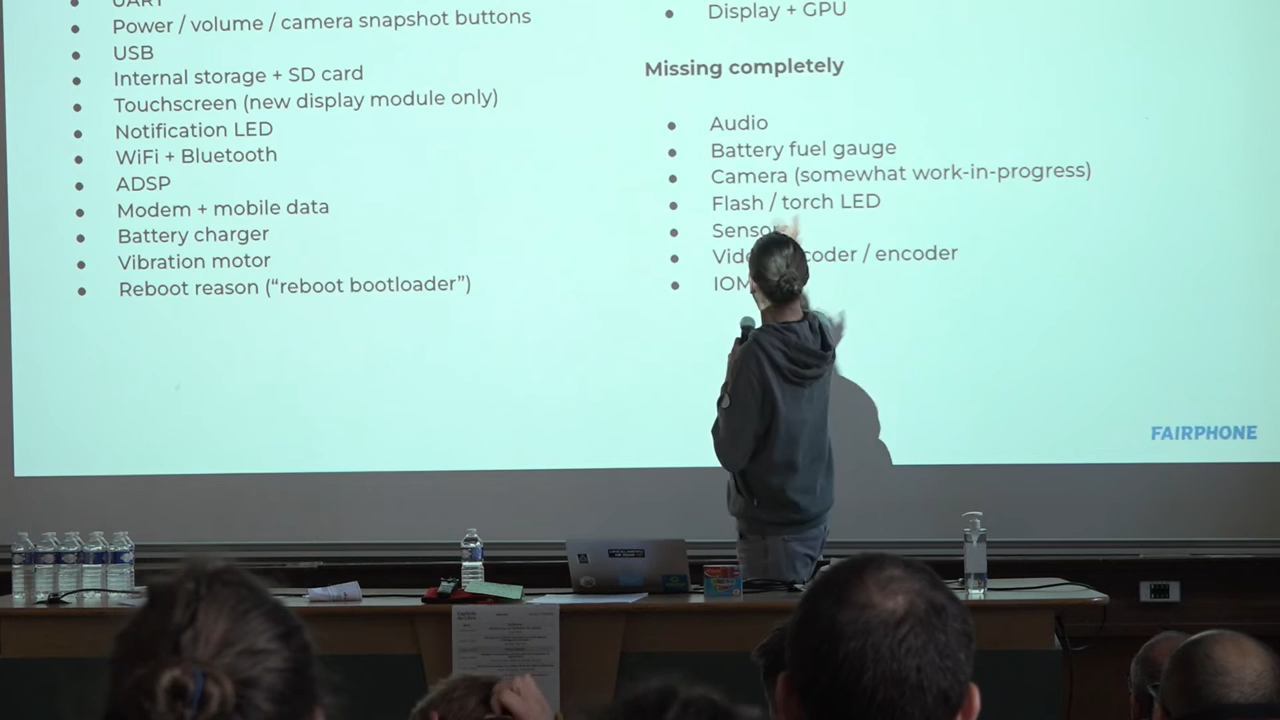 UART
Power / volume / camera snapshot buttons
USB
Internal storage + SD card
Touchscreen (new display module only)
Notification LED
WiFi + Bluetooth
ADSP
Modem + mobile data
Battery charger
Vibration motor
Reboot reason (“reboot bootloader”)
Display + GPU
Missing completely
Audio
Battery fuel gauge
Camera (somewhat work-in-progress)
Flash / torch LED
/ encoder
FAIRPHONE